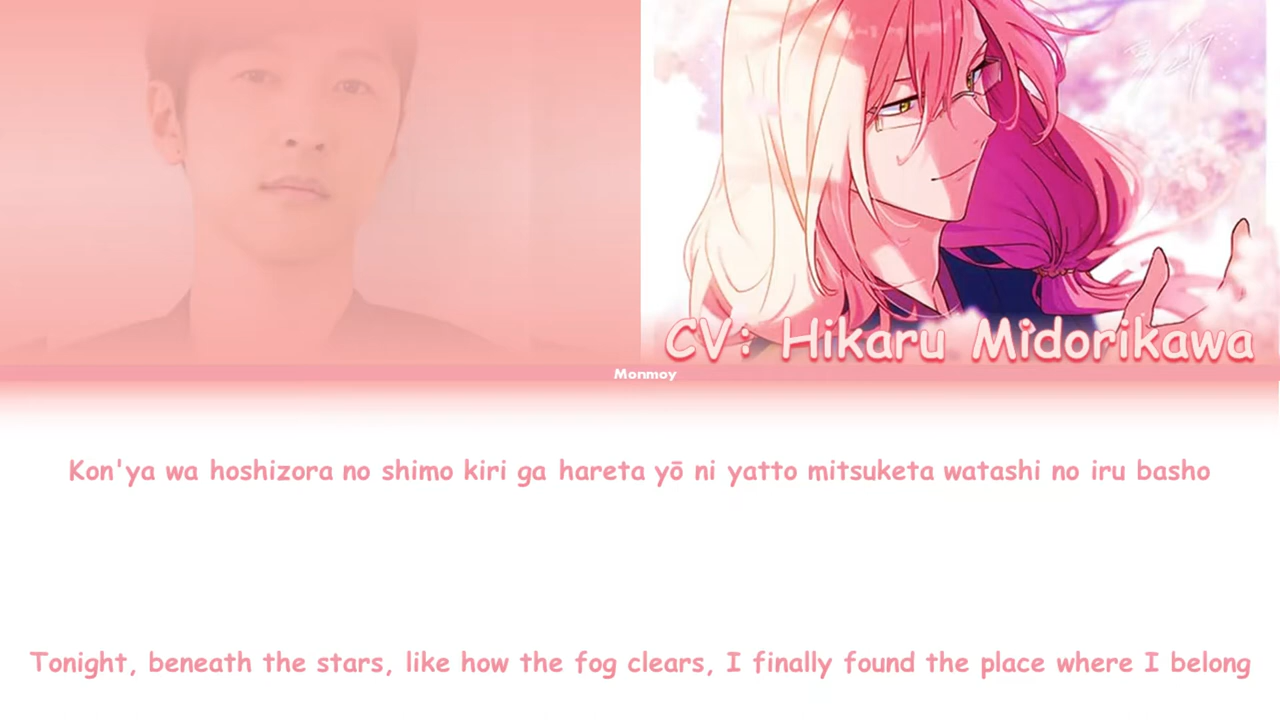 CV: Hikaru Midorikawa
Monmoy
Kon'ya wa hoshizora no shimo kiri ga hareta yō ni yatto mitsuketa watashi no iru basho
Tonight, beneath the stars, like how the fog clears, I finally found the place where I belong